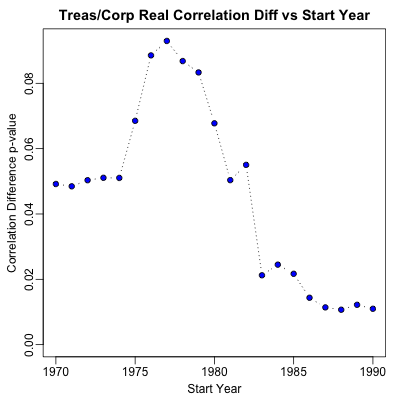 Treas/Corp Real Correlation Diff vs Start Year
Correlation Difference p-value
0.08
0.06
0.04
0.02
0.00
1970 1975 1980 1985 1990
Start Year